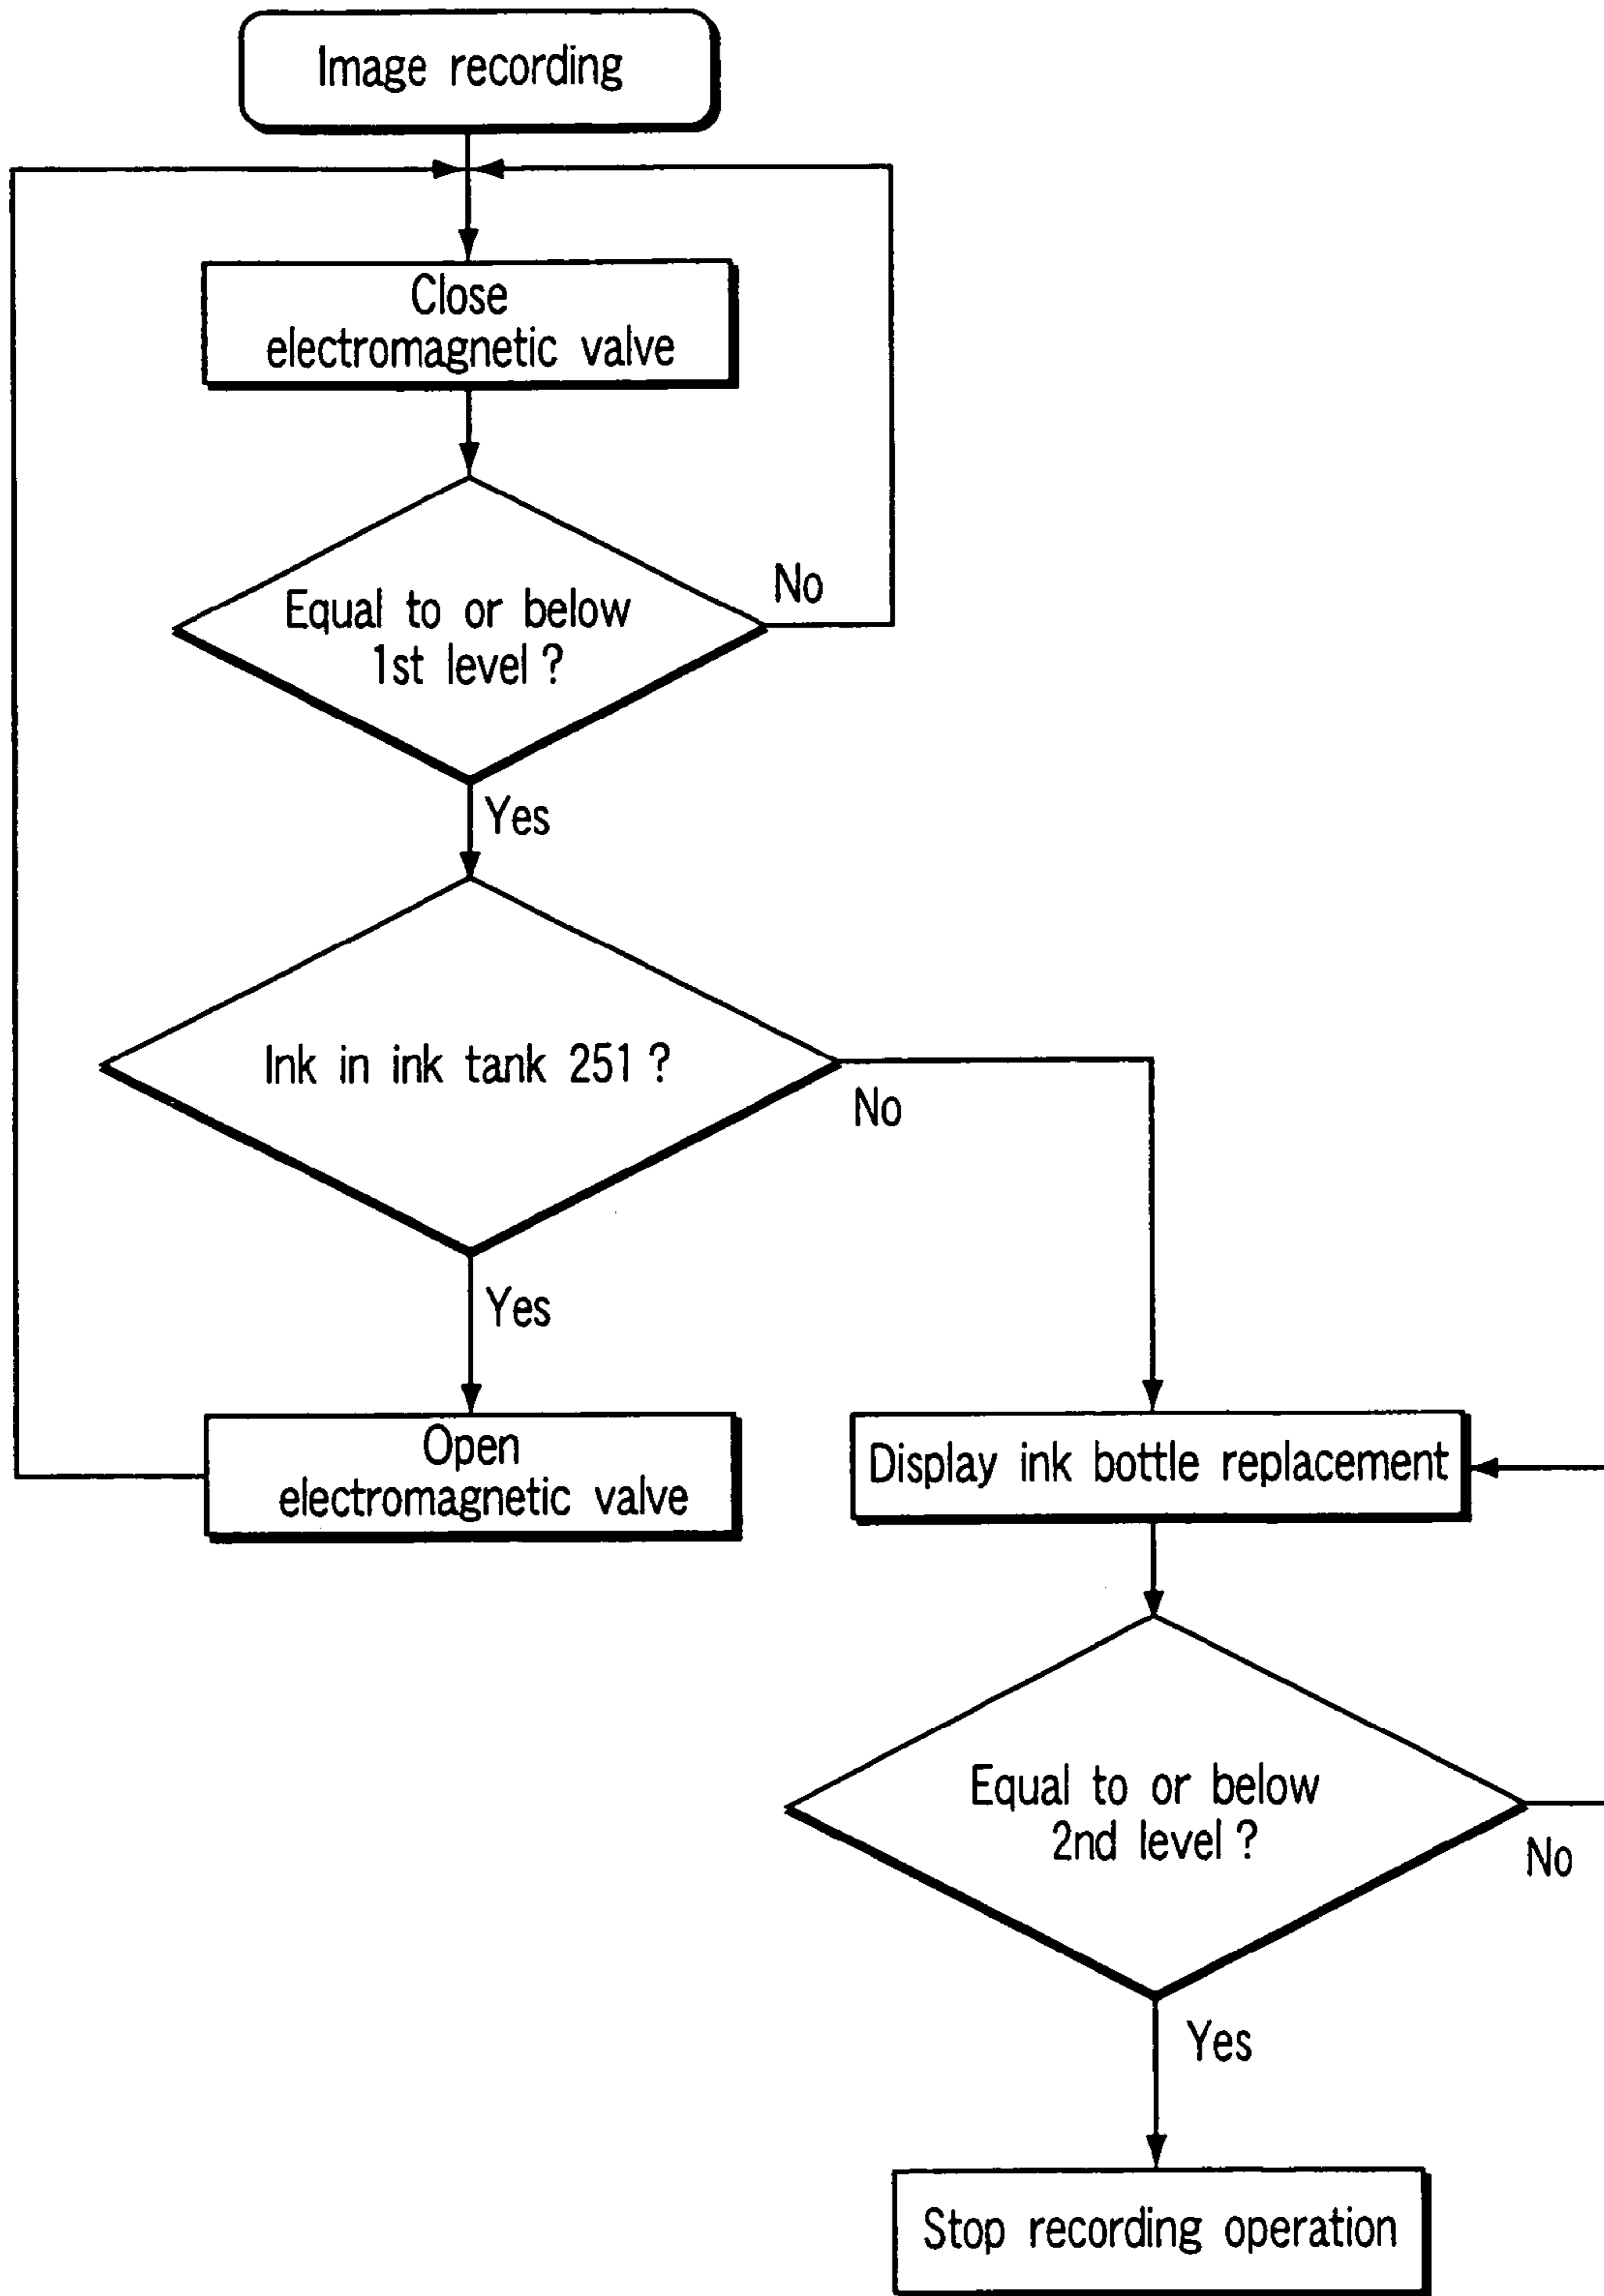 Image recording
Close
electromagnetic valve
Equal to or below
1st level ?
No
Yes
Ink in ink tank 251 ?
No
Yes
Open
electromagnetic valve
Display ink bottle replacement
Equal to or below
2nd level ?
No
Yes
Stop recording operation